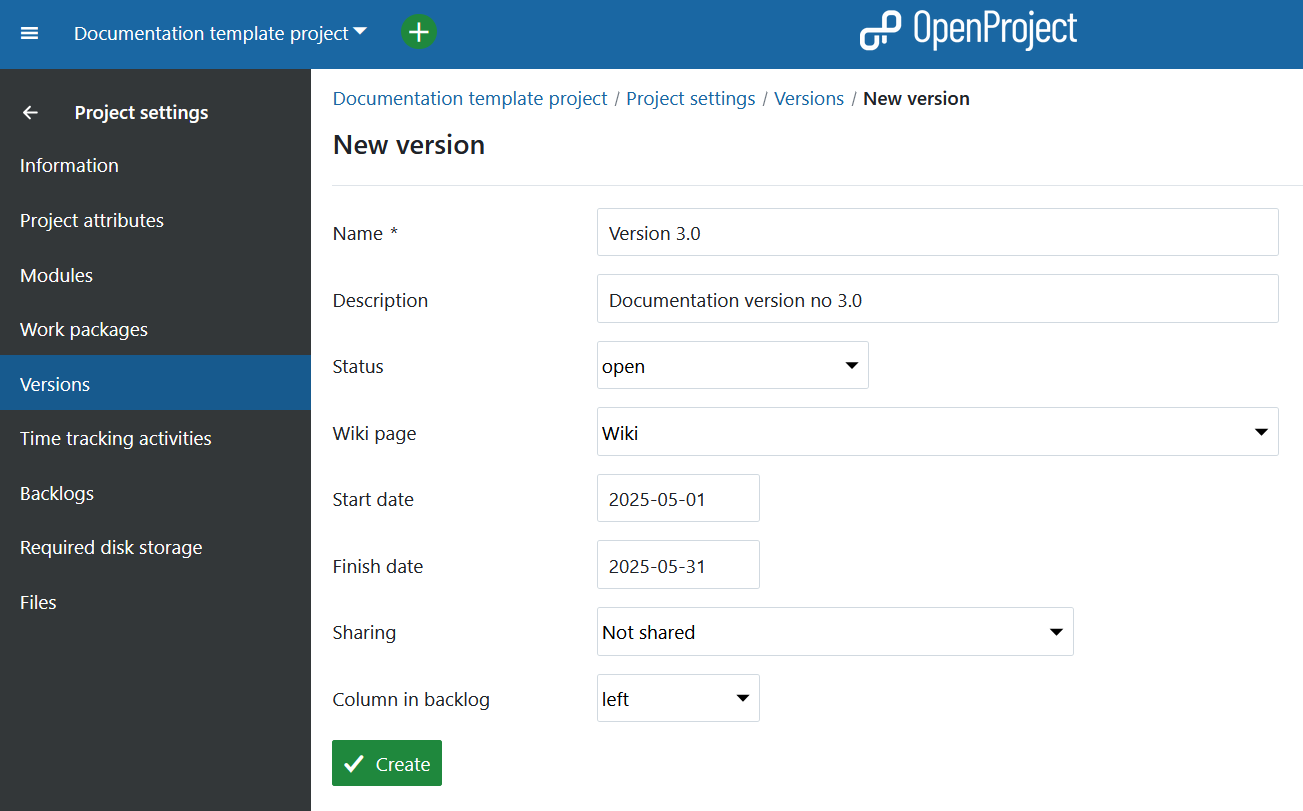 Documentation template project
OpenProject
Project settings
Information
Project attributes
Modules
Work packages
Versions
Time tracking activities
Backlogs
Required disk storage
Files
Documentation template project / Project settings / Versions / New version
New version
Name * Version 3.0
Description Documentation version no 3.0
Status open
Wiki page Wiki
Start date 2025-05-01
Finish date 2025-05-31
Sharing Not shared
Column in backlog left
Create